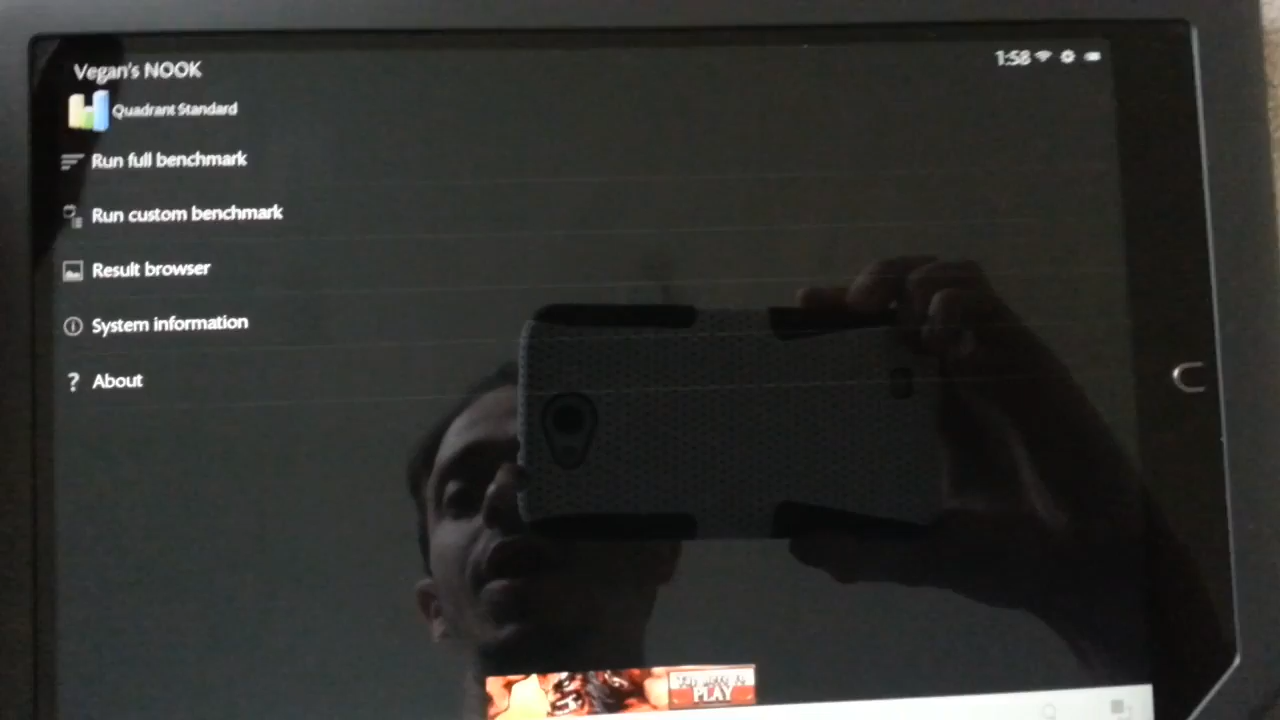 Vegan's NOOK
1:58
Quadrant Standard
Run full benchmark
Run custom benchmark
Result browser
System information
? About
PLAY